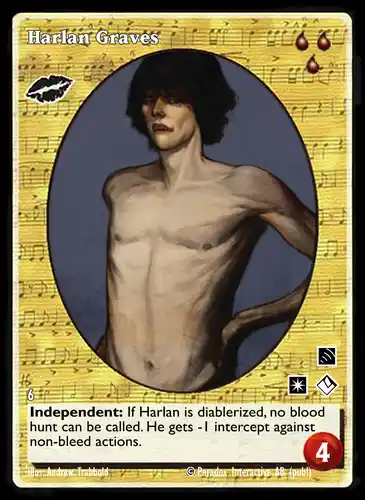 Harlan Graves
6
Independent: If Harlan is diablerized, no blood
hunt can be called. He gets -1 intercept against
non-bleed actions.
4
Illus: Andrew Trabbold
© Paradox Interactive AB (publ)